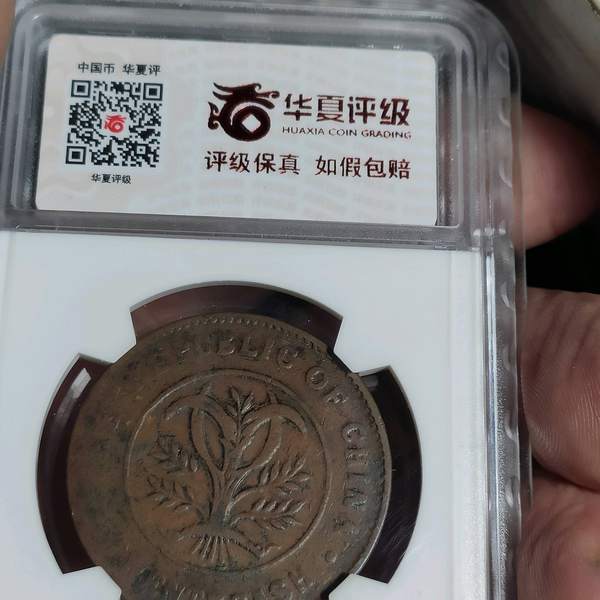 中国币 华夏评
华夏评级
华夏评级
HUAXIA COIN GRADING
评级保真 如假包赔
REPUBLIC OF CHINA